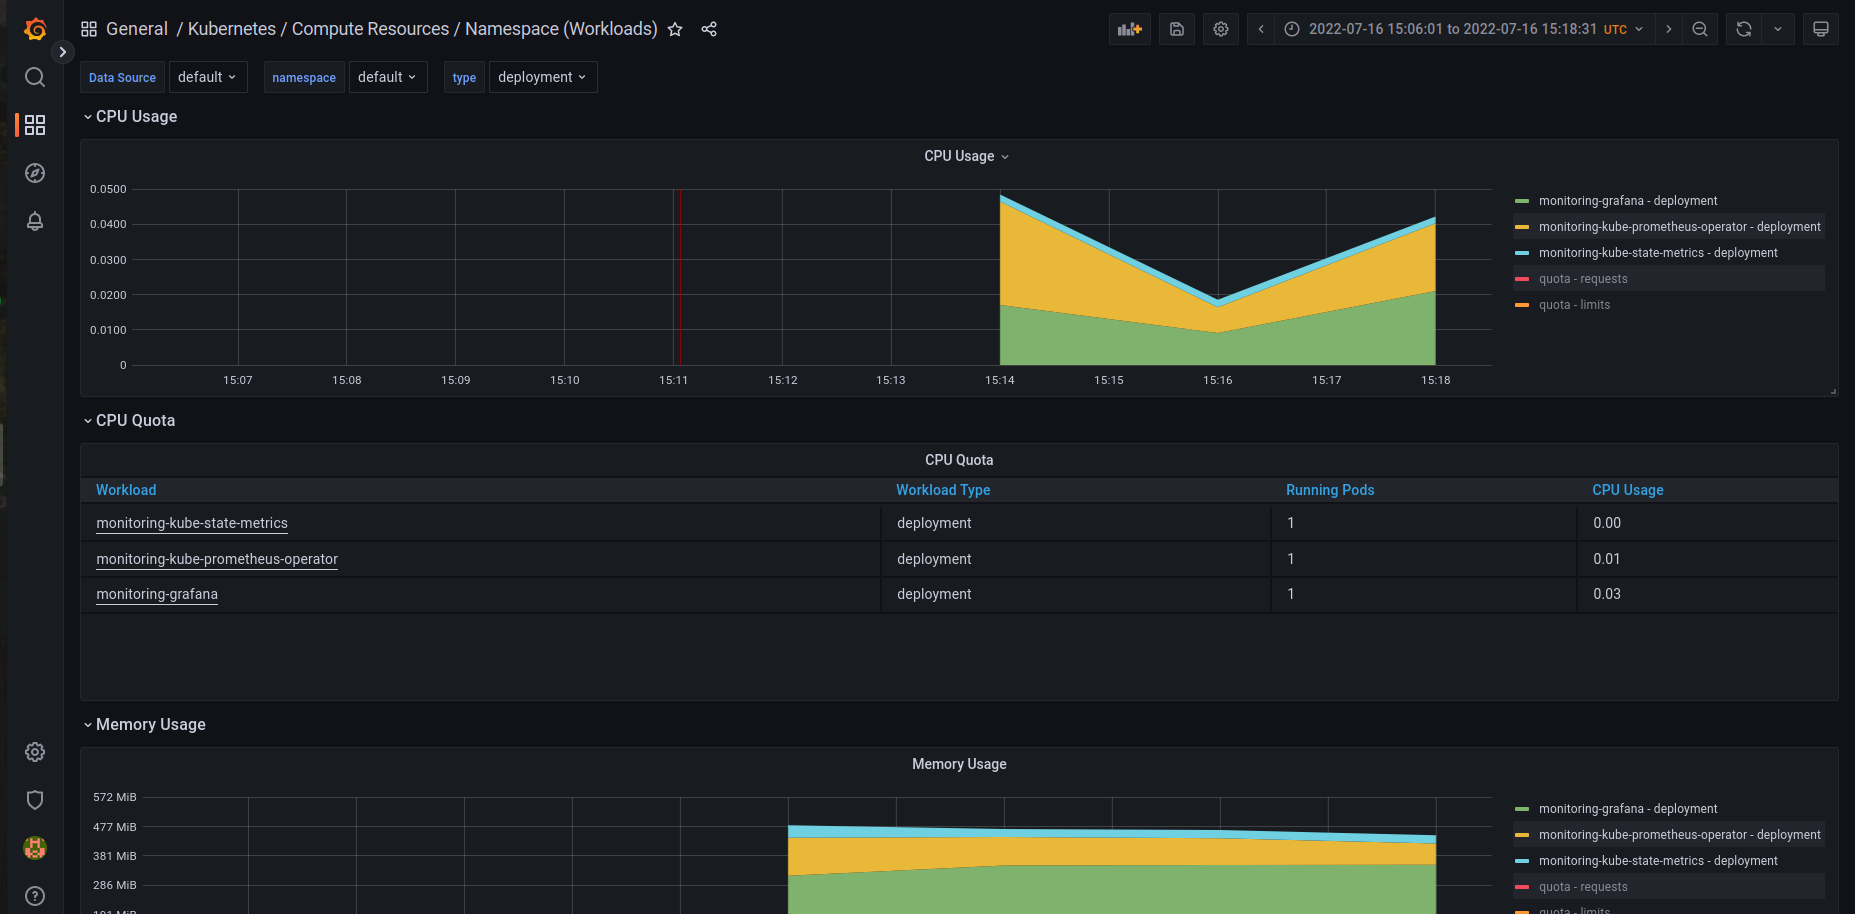 General / Kubernetes / Compute Resources / Namespace (Workloads)
2022-07-16 15:06:01 to 2022-07-16 15:18:31 UTC
Data Source default namespace default type deployment
CPU Usage
CPU Usage
0.0500
0.0400
0.0300
0.0200
0.0100
0
15:07 15:08 15:09 15:10 15:11 15:12 15:13 15:14 15:15 15:16 15:17 15:18
monitoring-grafana - deployment
monitoring-kube-prometheus-operator - deployment
monitoring-kube-state-metrics - deployment
quota - requests
quota - limits
CPU Quota
CPU Quota
Workload Workload Type Running Pods CPU Usage
monitoring-kube-state-metrics deployment 1 0.00
monitoring-kube-prometheus-operator deployment 1 0.01
monitoring-grafana deployment 1 0.03
Memory Usage
Memory Usage
572 MiB
477 MiB
381 MiB
286 MiB
191 MiB
monitoring-grafana - deployment
monitoring-kube-prometheus-operator - deployment
monitoring-kube-state-metrics - deployment
quota - requests
quota - limits